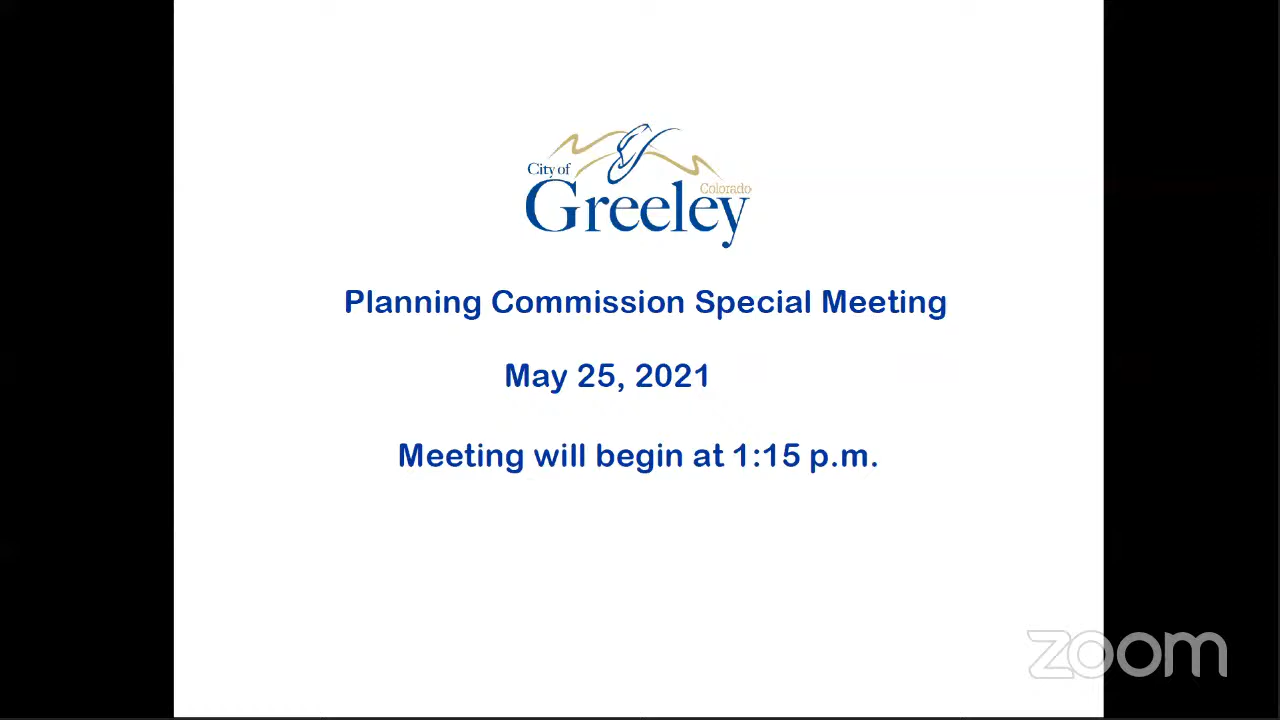 City of
Colorado
Greeley
Planning Commission Special Meeting
May 25, 2021
Meeting will begin at 1:15 p.m.
zoom